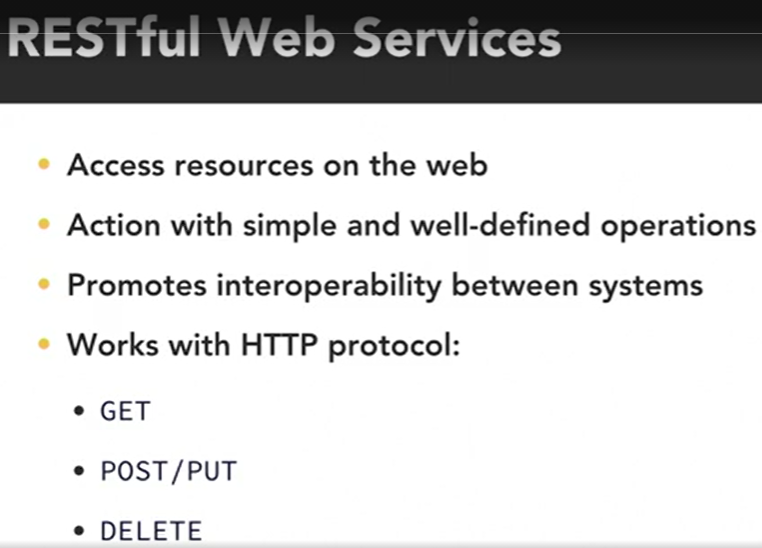 RESTful Web Services
Access resources on the web
Action with simple and well-defined operations
Promotes interoperability between systems
Works with HTTP protocol:
GET
POST/PUT
DELETE